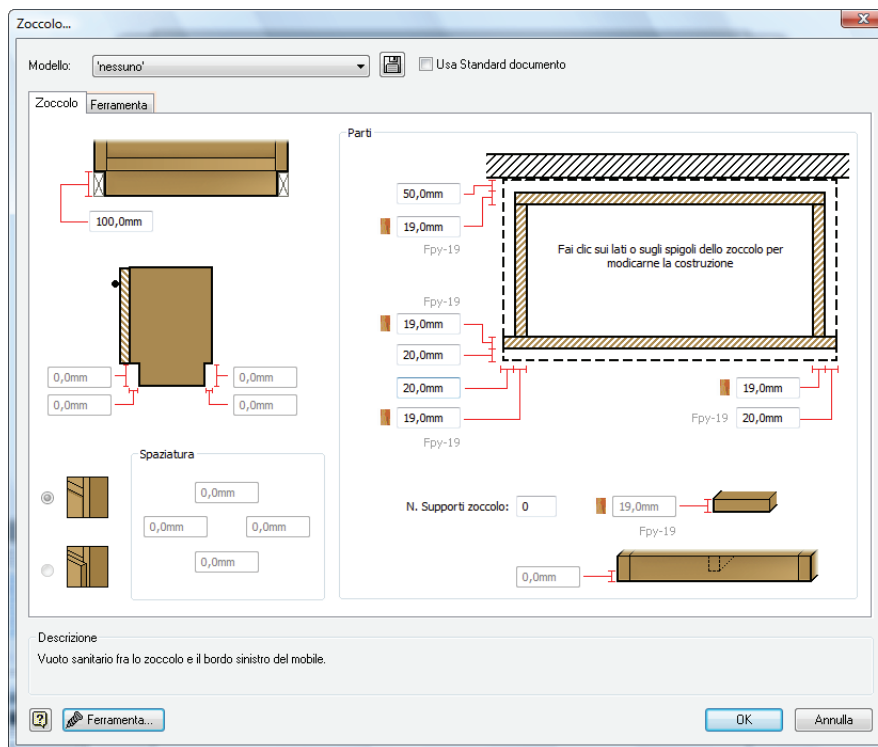 Zoccolo...
Modello:
'nessuno'
Usa Standard documento
Zoccolo
Ferramenta
100,0mm
0,0mm
0,0mm
0,0mm
0,0mm
Spaziatura
0,0mm
0,0mm
0,0mm
0,0mm
Parti
50,0mm
19,0mm
Fpy-19
Fai clic sui lati o sugli spigoli dello zoccolo per
modicarne la costruzione
Fpy-19
19,0mm
20,0mm
20,0mm
19,0mm
Fpy-19
19,0mm
Fpy-19
20,0mm
N. Supporti zoccolo:
0
19,0mm
Fpy-19
0,0mm
Descrizione
Vuoto sanitario fra lo zoccolo e il bordo sinistro del mobile.
Ferramenta...
OK
Annulla